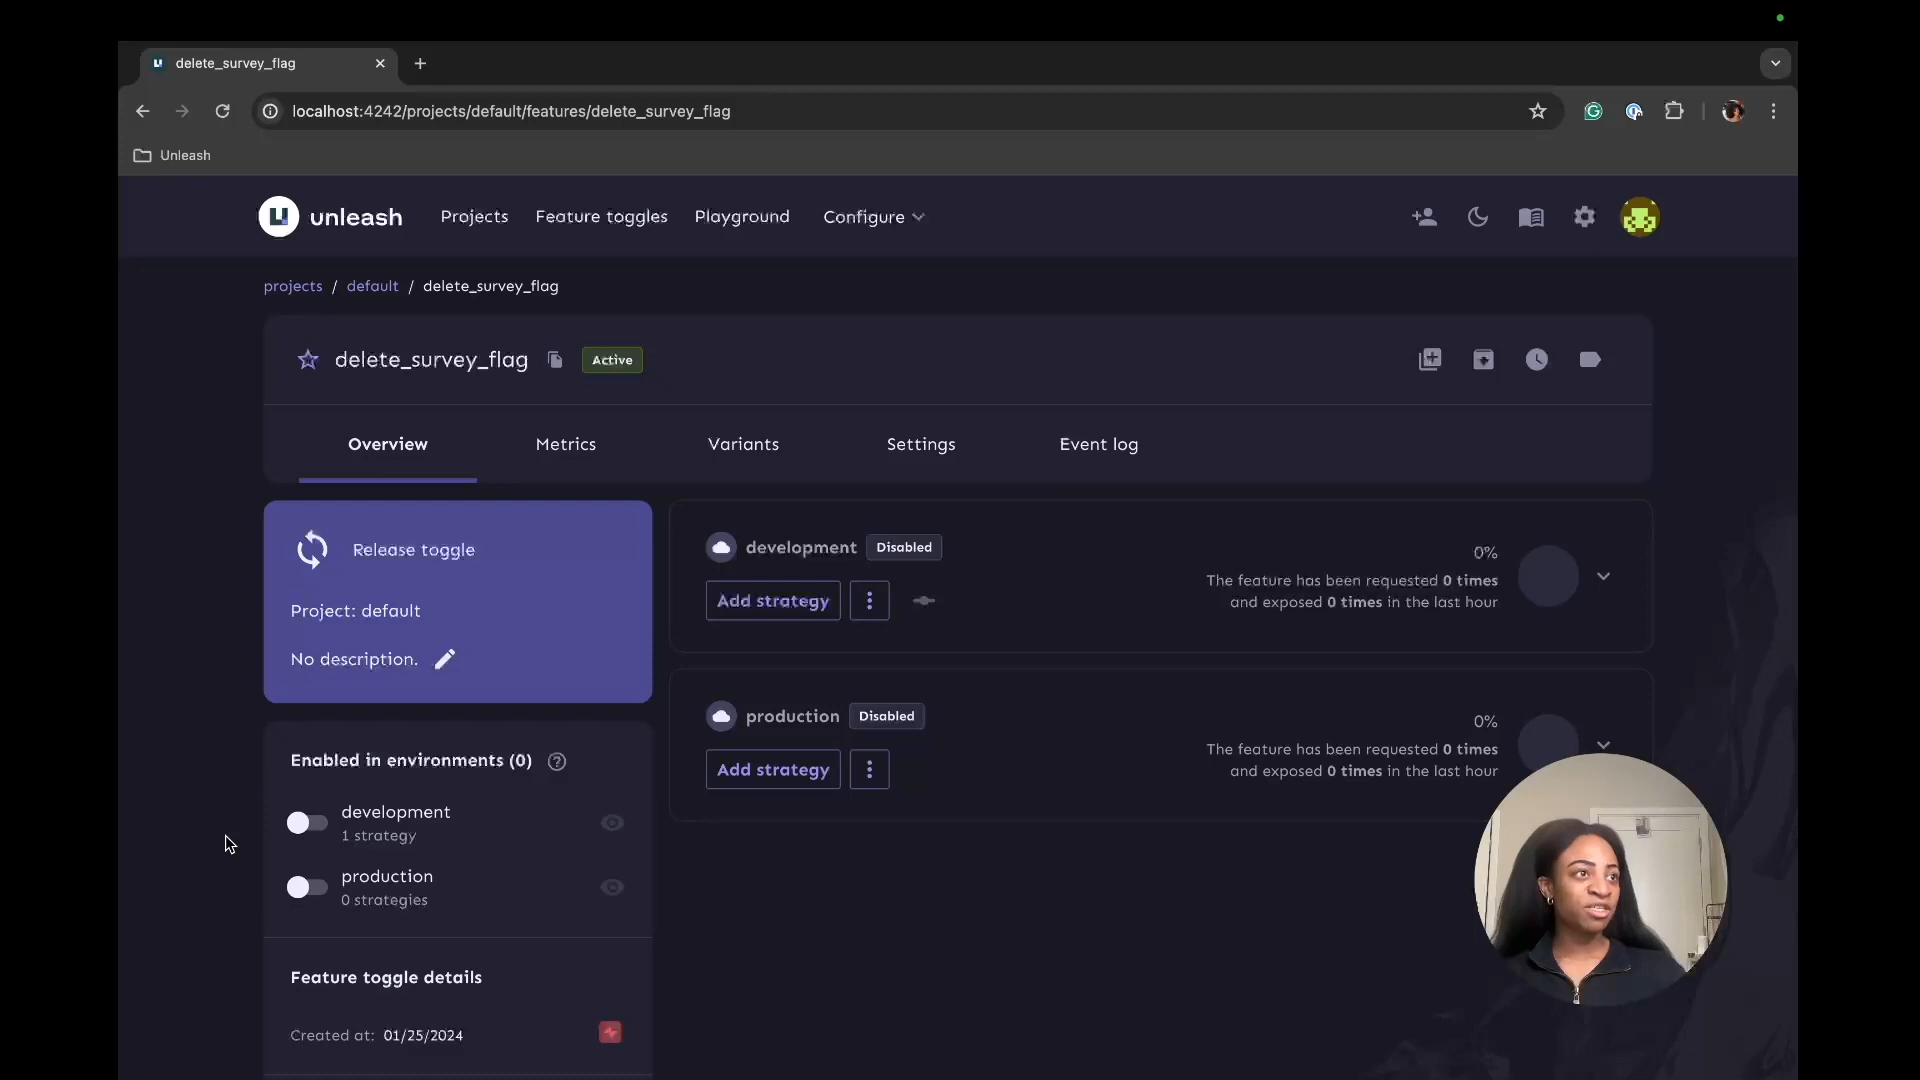 delete_survey_flag
localhost:4242/projects/default/features/delete_survey_flag
Unleash
unleash
Projects
Feature toggles
Playground
Configure
projects / default / delete_survey_flag
delete_survey_flag
Active
Overview
Metrics
Variants
Settings
Event log
Release toggle
Project: default
No description.
Enabled in environments (0)
development
1 strategy
production
0 strategies
Feature toggle details
Created at: 01/25/2024
development
Disabled
Add strategy
0%
The feature has been requested 0 times
and exposed 0 times in the last hour
production
Disabled
Add strategy
0%
The feature has been requested 0 times
and exposed 0 times in the last hour